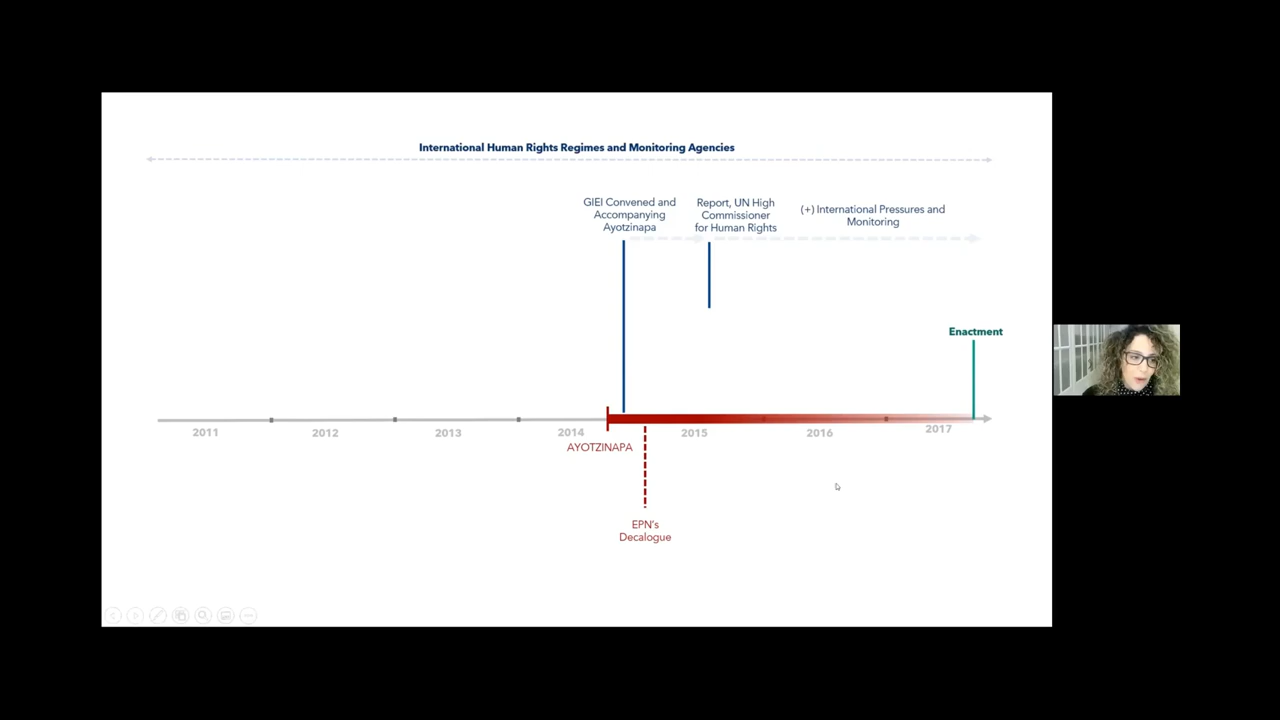 International Human Rights Regimes and Monitoring Agencies
GIEI Convened and
Accompanying
Ayotzinapa
Report, UN High
Commissioner
for Human Rights
(+) International Pressures and
Monitoring
Enactment
2011
2012
2013
2014
2015
2016
2017
AYOTZINAPA
EPN's
Decalogue